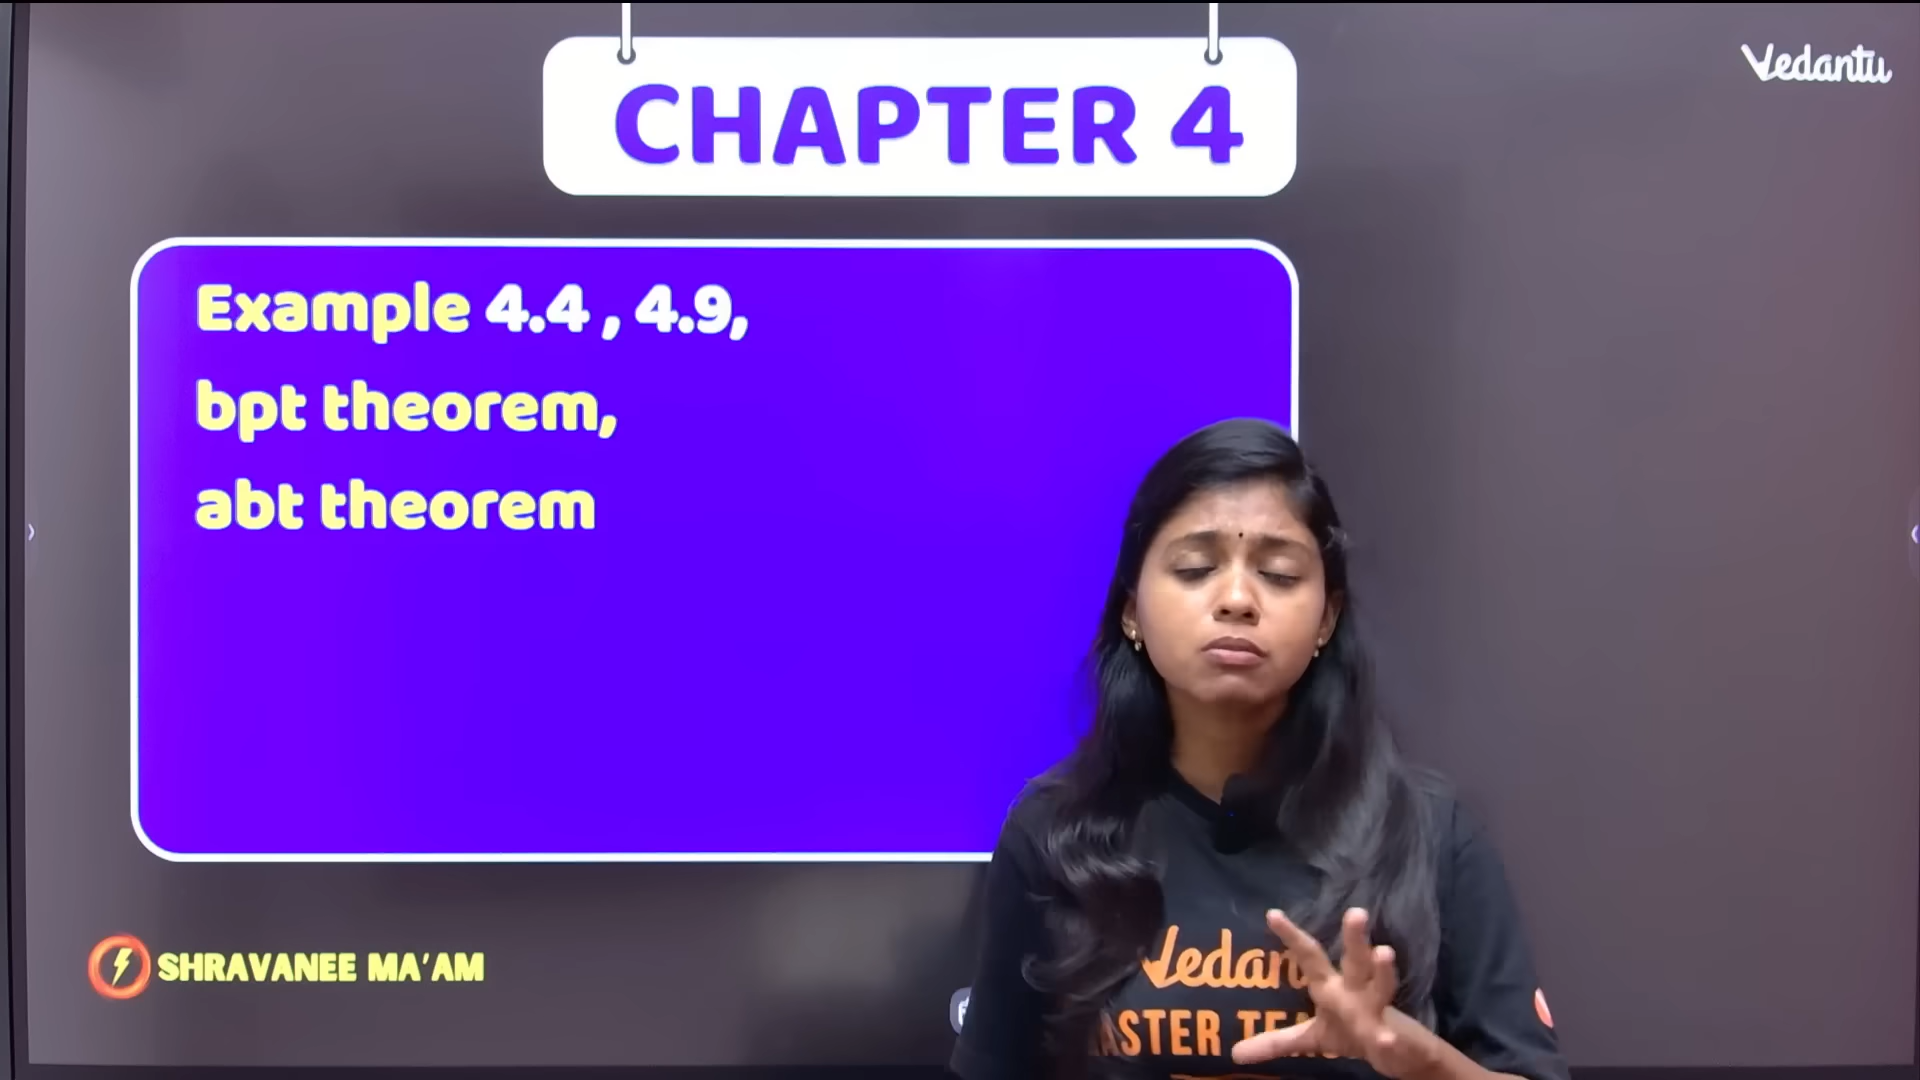 Vedantu
CHAPTER 4
Example 4.4 , 4.9,
bpt theorem,
abt theorem
SHRAVANEE MA'AM